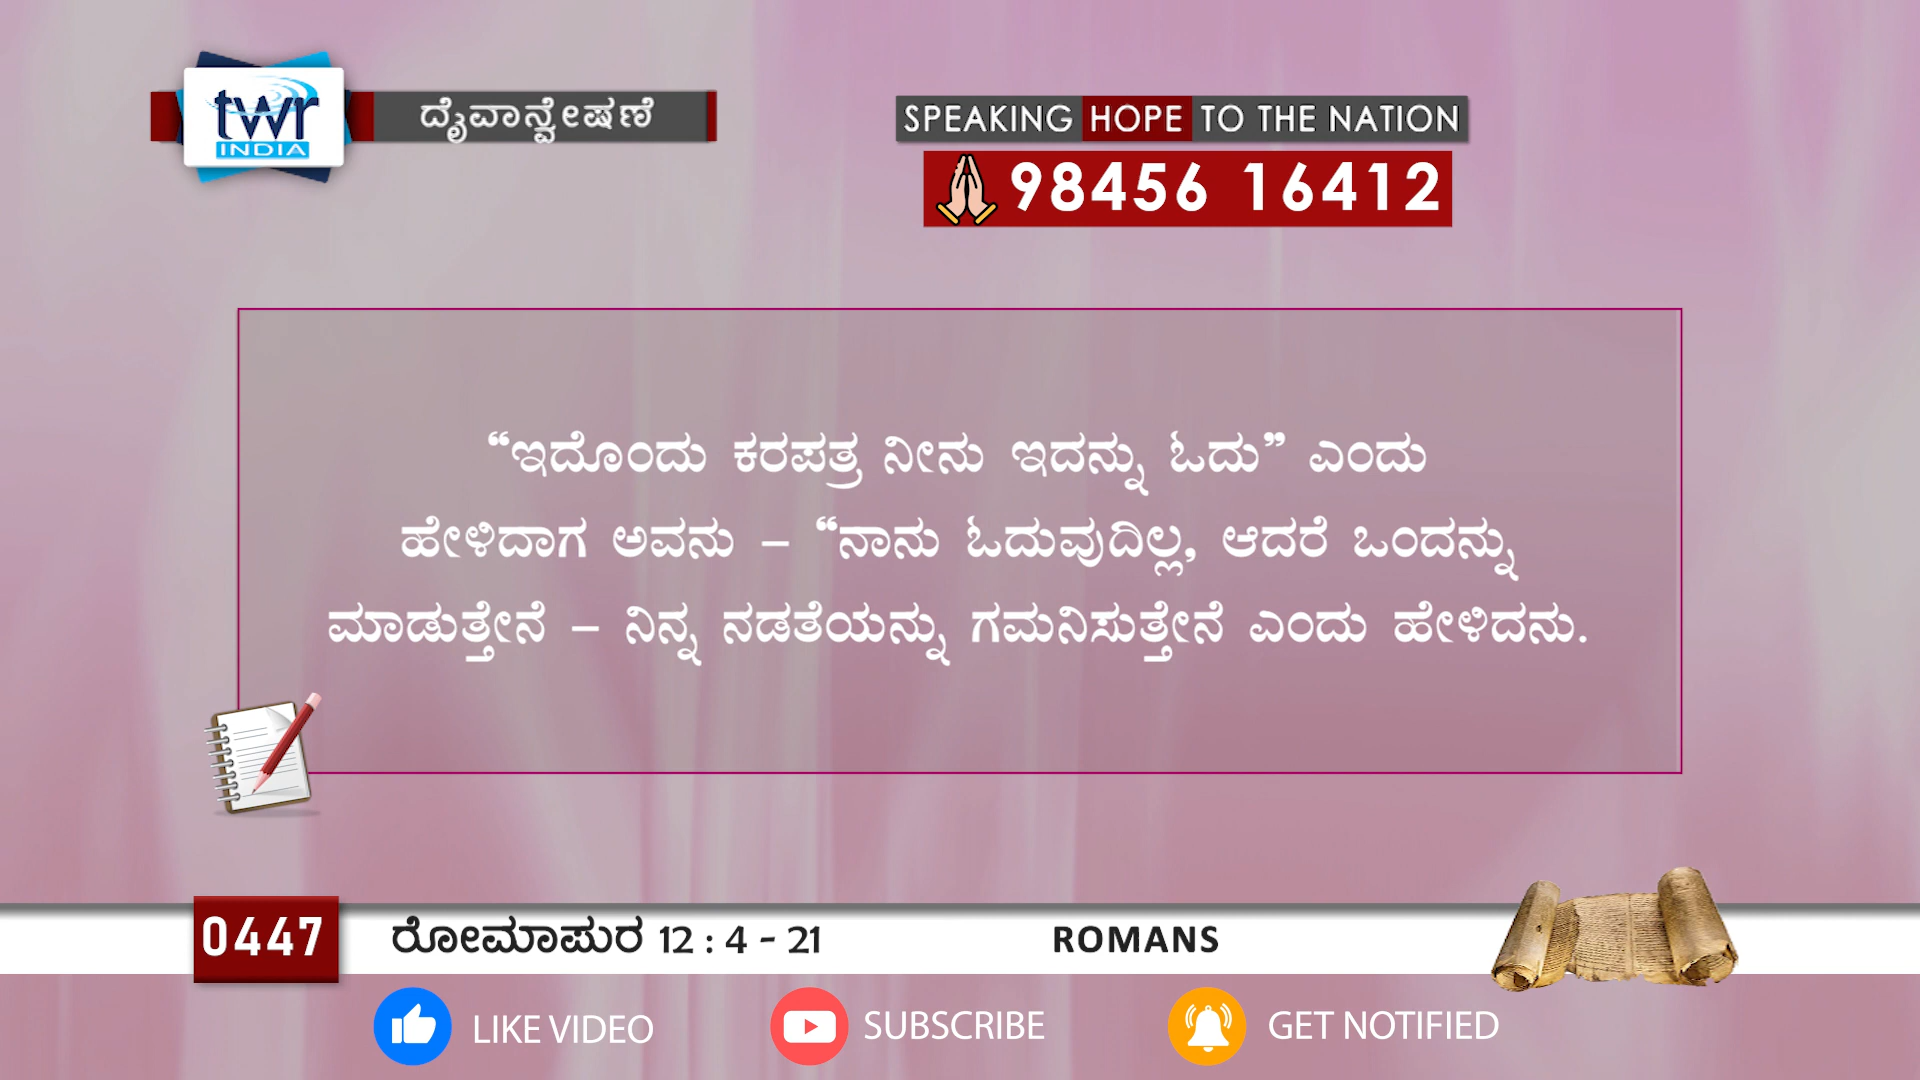 twr
INDIA
ದೈವಾನ್ವೇಷಣೆ
SPEAKING HOPE TO THE NATION
98456 16412
“ಇದೊಂದು ಕರಪತ್ರ ನೀನು ಇದನ್ನು ಓದು” ಎಂದು
ಹೇಳಿದಾಗ ಅವನು – “ನಾನು ಓದುವುದಿಲ್ಲ, ಆದರೆ ಒಂದನ್ನು
ಮಾಡುತ್ತೇನೆ – ನಿನ್ನ ನಡತೆಯನ್ನು ಗಮನಿಸುತ್ತೇನೆ ಎಂದು ಹೇಳಿದನು.
0447 ರೋಮಾಪುರ 12 : 4 - 21 ROMANS
LIKE VIDEO SUBSCRIBE GET NOTIFIED